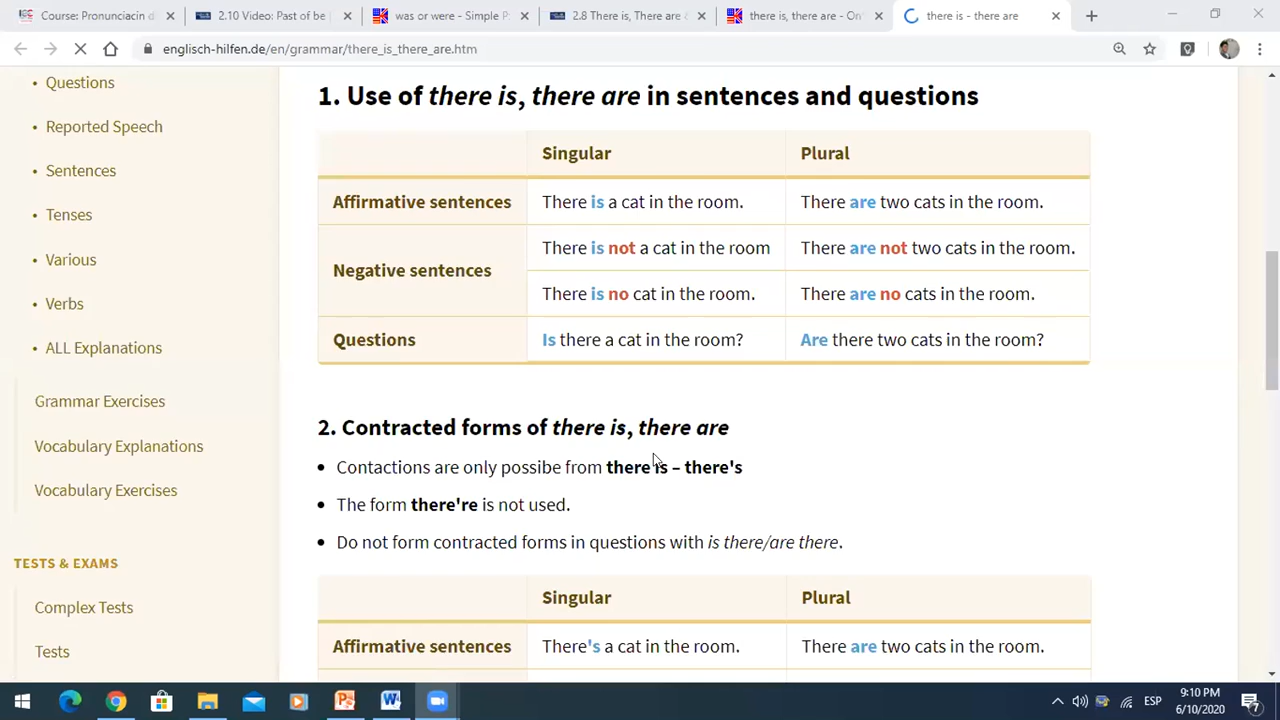 Course: Pronunciacin d
2.10 Video: Past of be
was or were - Simple P
2.8 There is, There are
there is, there are - On
there is - there are
englisch-hilfen.de/en/grammar/there_is_there_are.htm
• Questions
• Reported Speech
• Sentences
• Tenses
• Various
• Verbs
• ALL Explanations
Grammar Exercises
Vocabulary Explanations
Vocabulary Exercises
TESTS & EXAMS
Complex Tests
Tests
1. Use of there is, there are in sentences and questions
Singular Plural
Affirmative sentences There is a cat in the room. There are two cats in the room.
Negative sentences There is not a cat in the room There are not two cats in the room.
There is no cat in the room. There are no cats in the room.
Questions Is there a cat in the room? Are there two cats in the room?
2. Contracted forms of there is, there are
• Contactions are only possibe from there is – there's
• The form there're is not used.
• Do not form contracted forms in questions with is there/are there.
Singular Plural
Affirmative sentences There's a cat in the room. There are two cats in the room.
ESP
9:10 PM
6/10/2020
7